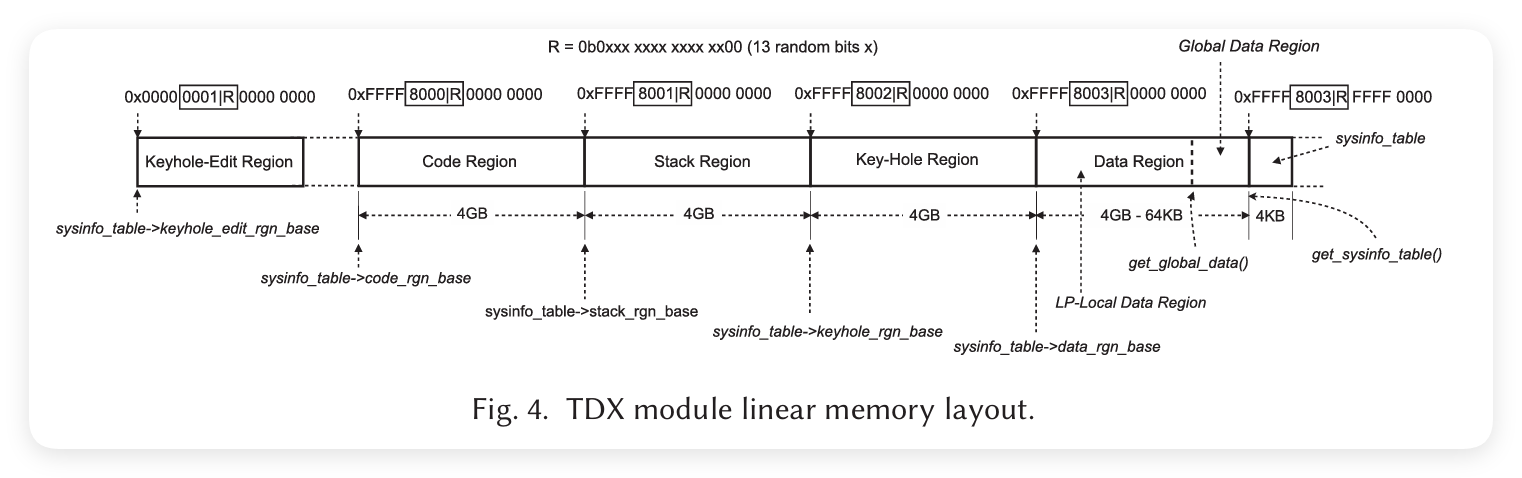 R = 0b0xxx xxxx xxxx xx00 (13 random bits x)
Global Data Region
0x0000 0001|R 0000 0000
0xFFFF 8000|R 0000 0000
0xFFFF 8001|R 0000 0000
0xFFFF 8002|R 0000 0000
0xFFFF 8003|R 0000 0000
0xFFFF 8003|R FFFF 0000
sysinfo_table
Keyhole-Edit Region
Code Region
Stack Region
Key-Hole Region
Data Region
4GB
4GB
4GB
4GB - 64KB
4KB
sysinfo_table->keyhole_edit_rgn_base
get_global_data()
get_sysinfo_table()
sysinfo_table->code_rgn_base
LP-Local Data Region
sysinfo_table->stack_rgn_base
sysinfo_table->keyhole_rgn_base
sysinfo_table->data_rgn_base
Fig. 4. TDX module linear memory layout.